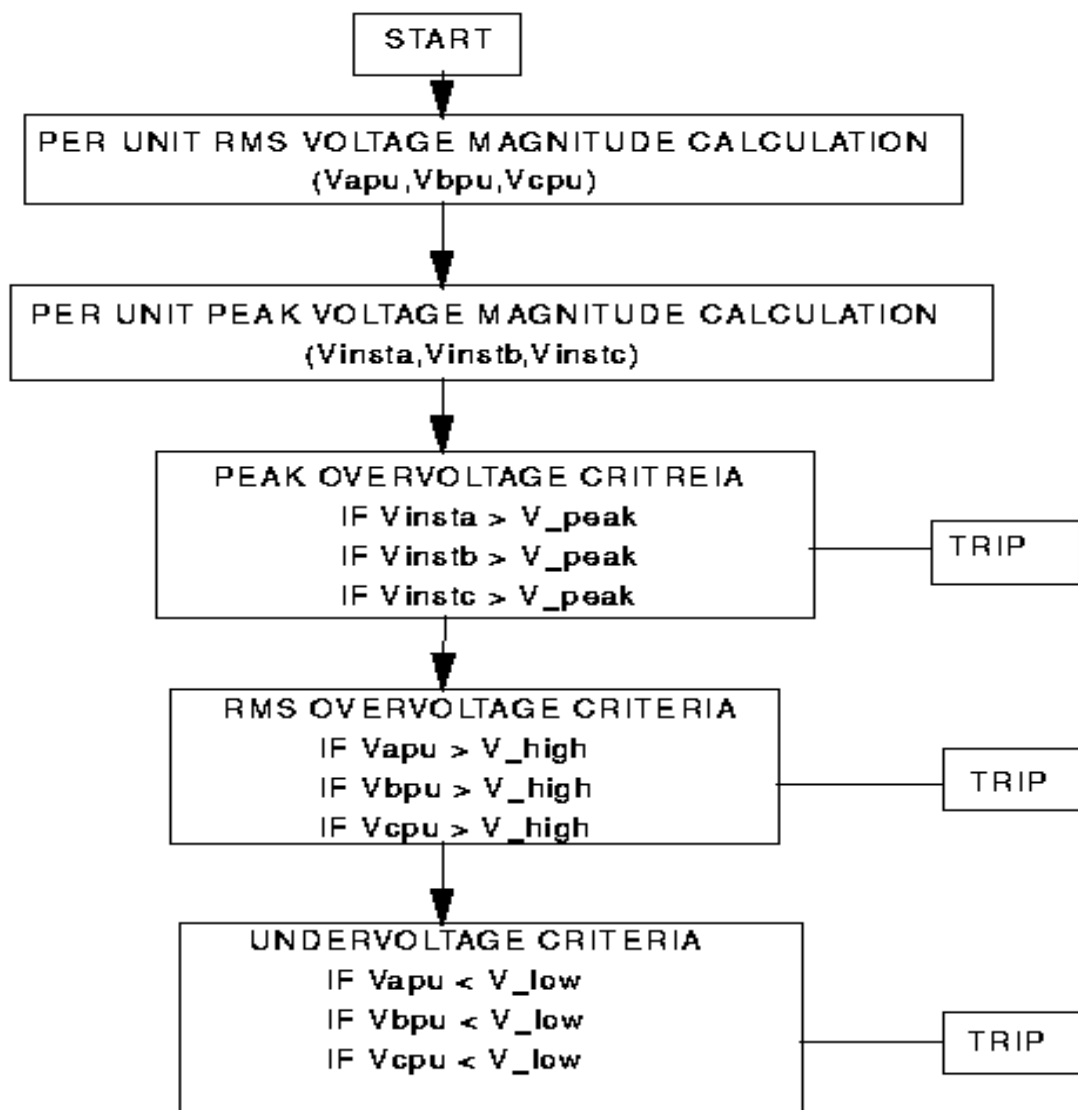 START
PER UNIT RMS VOLTAGE MAGNITUDE CALCULATION
(Vapu,Vbpu,Vcpu)
PER UNIT PEAK VOLTAGE MAGNITUDE CALCULATION
(Vinsta,Vinstb,Vinstc)
PEAK OVERVOLTAGE CRITREIA
IF Vinsta > V_peak
IF Vinstb > V_peak
IF Vinstc > V_peak
TRIP
RMS OVERVOLTAGE CRITERIA
IF Vapu > V_high
IF Vbpu > V_high
IF Vcpu > V_high
TRIP
UNDERVOLTAGE CRITERIA
IF Vapu < V_low
IF Vbpu < V_low
IF Vcpu < V_low
TRIP